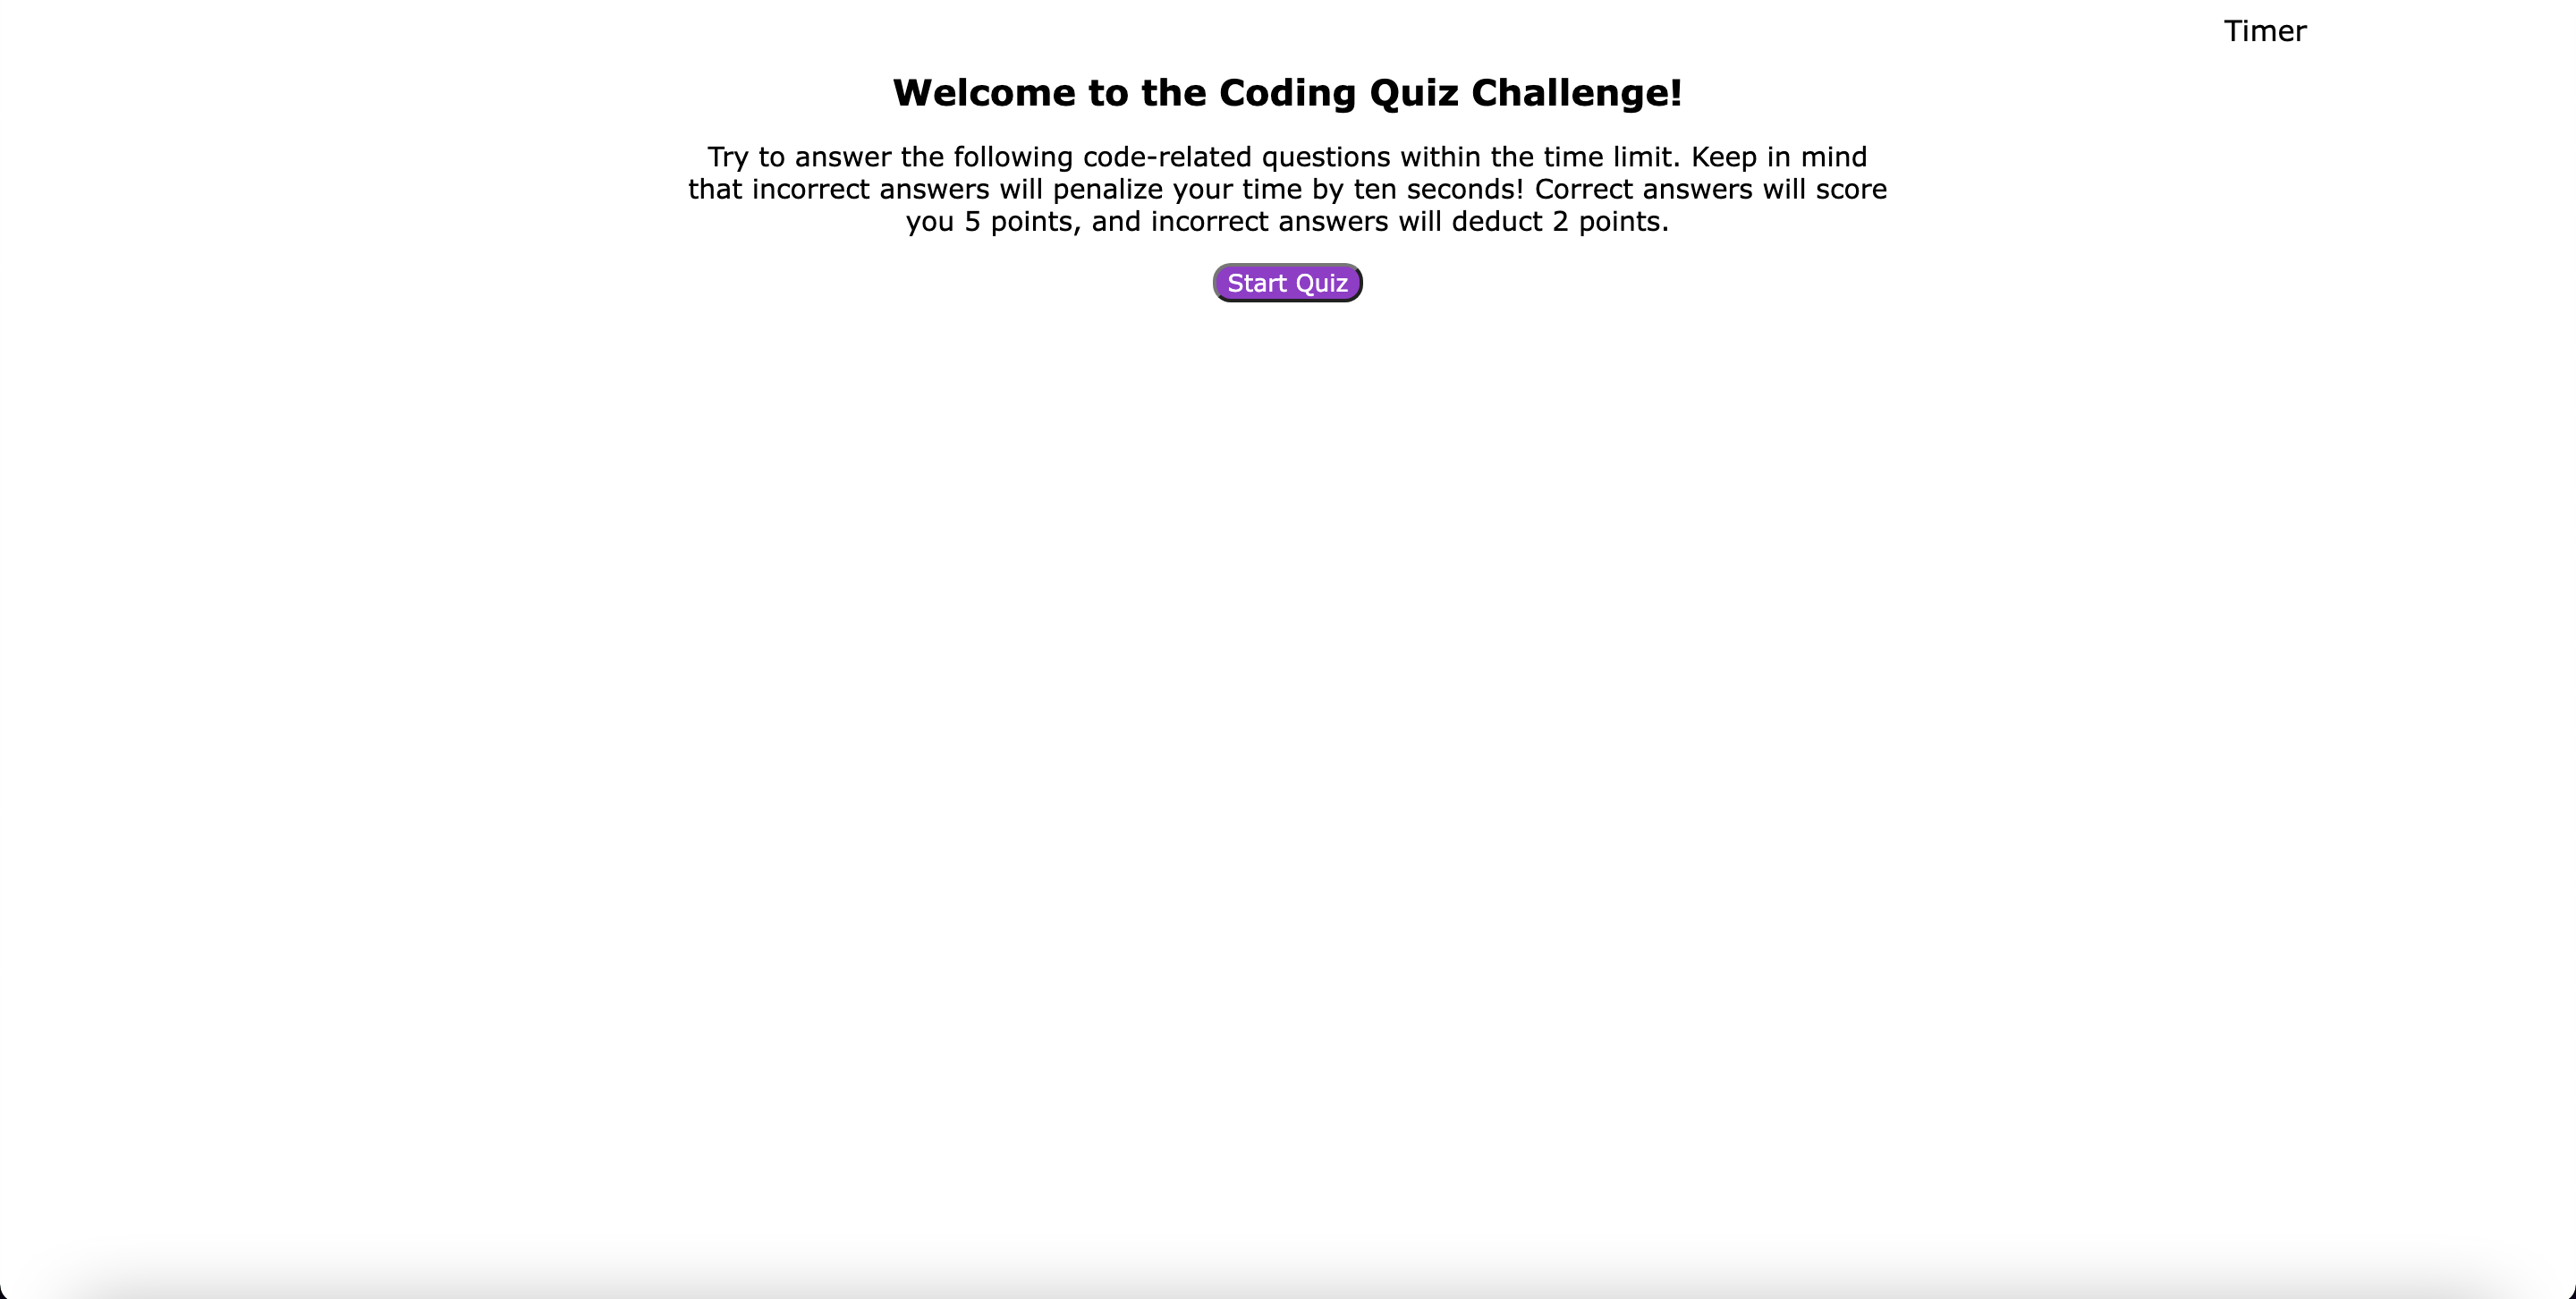 Timer
Welcome to the Coding Quiz Challenge!
Try to answer the following code-related questions within the time limit. Keep in mind
that incorrect answers will penalize your time by ten seconds! Correct answers will score
you 5 points, and incorrect answers will deduct 2 points.
Start Quiz